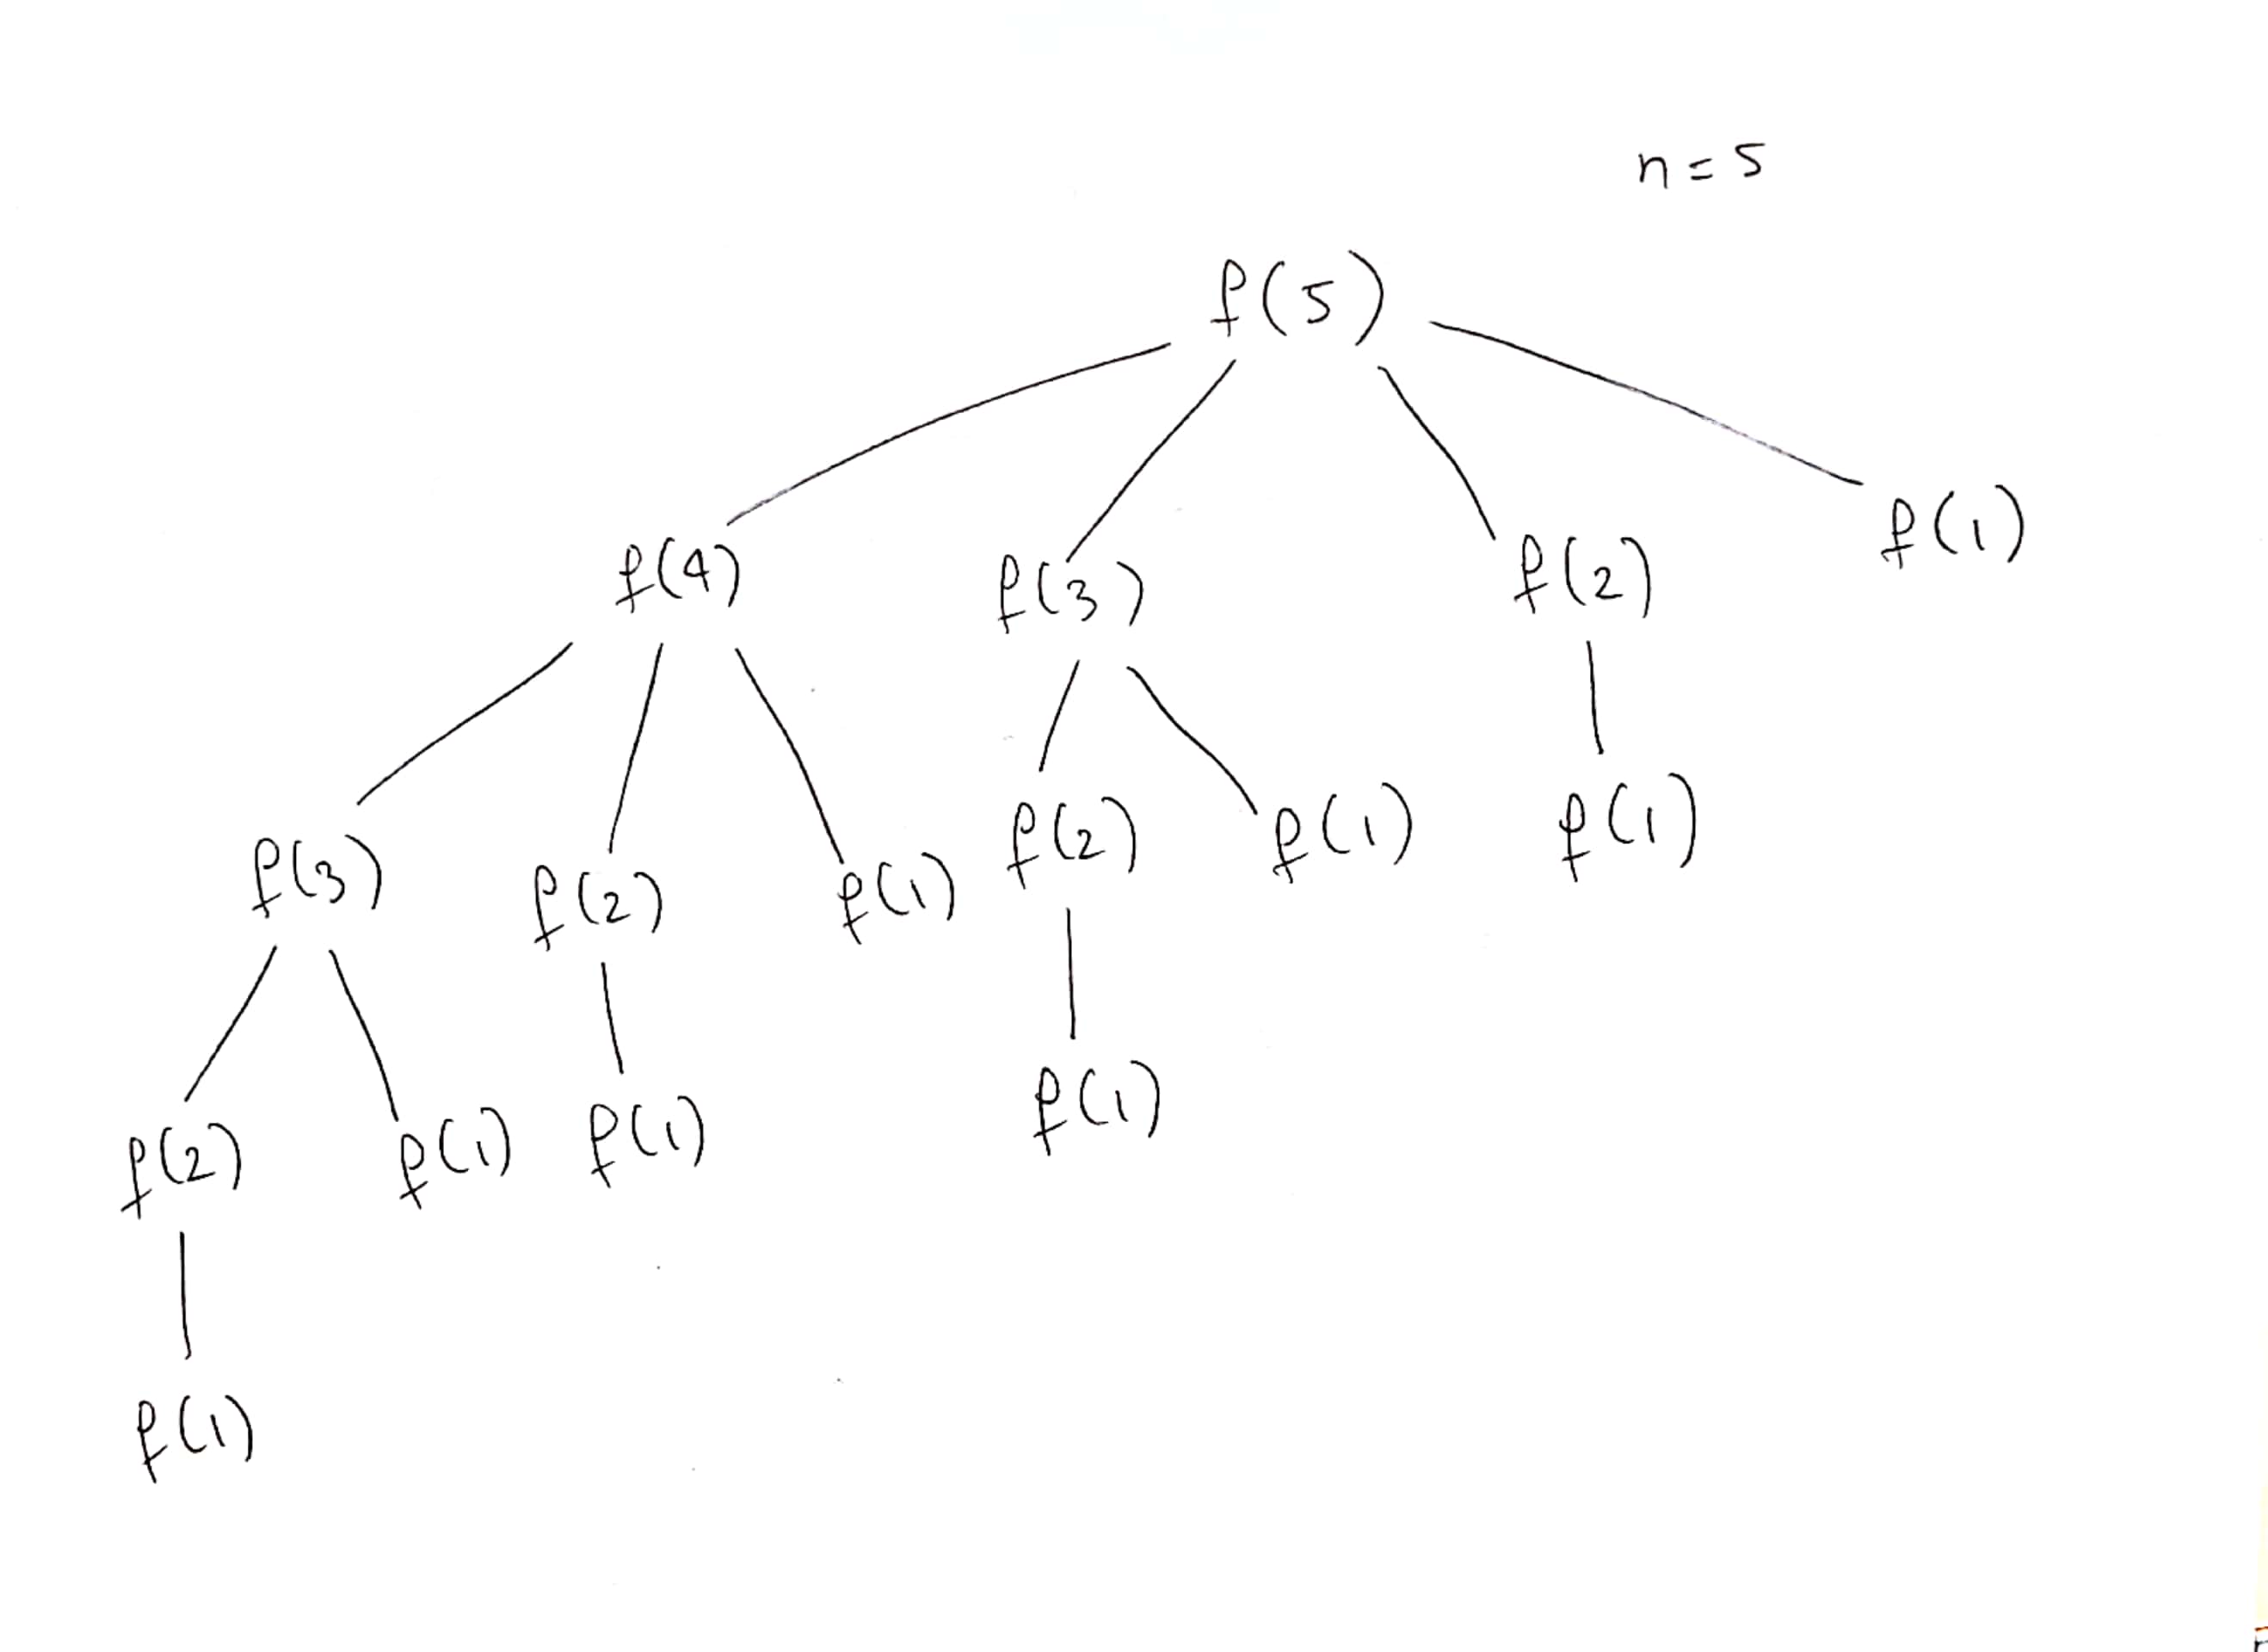 n = 5
f(5)
f(4) f(3) f(2) f(1)
f(3) f(2) f(1) f(2) f(1) f(1)
f(2) f(1) f(1) f(1)
f(1)